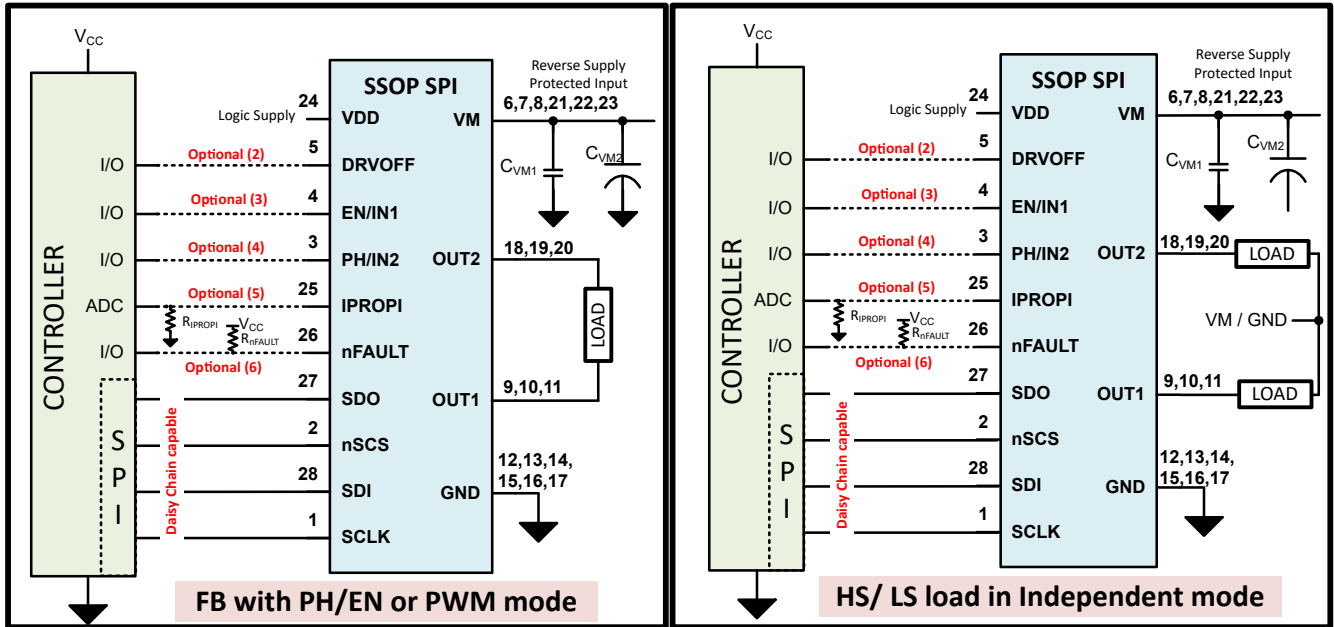 VCC
CONTROLLER
I/O
I/O
I/O
ADC
I/O
SPI
Logic Supply
Optional (2)
Optional (3)
Optional (4)
Optional (5)
RIPROPI
VCC
RnFAULT
Optional (6)
Daisy Chain capable
24
5
4
3
25
26
27
2
28
1
SSOP SPI
VDD
VM
DRVOFF
EN/IN1
PH/IN2
OUT2
IPROPI
nFAULT
SDO
OUT1
nSCS
SDI
GND
SCLK
Reverse Supply
Protected Input
6,7,8,21,22,23
CVM1
CVM2
18,19,20
LOAD
9,10,11
12,13,14,
15,16,17
FB with PH/EN or PWM mode
VCC
CONTROLLER
I/O
I/O
I/O
ADC
I/O
SPI
Logic Supply
Optional (2)
Optional (3)
Optional (4)
Optional (5)
RIPROPI
VCC
RnFAULT
Optional (6)
Daisy Chain capable
24
5
4
3
25
26
27
2
28
1
SSOP SPI
VDD
VM
DRVOFF
EN/IN1
PH/IN2
OUT2
IPROPI
nFAULT
SDO
OUT1
nSCS
SDI
GND
SCLK
Reverse Supply
Protected Input
6,7,8,21,22,23
CVM1
CVM2
18,19,20
LOAD
VM / GND
9,10,11
LOAD
12,13,14,
15,16,17
HS/ LS load in Independent mode